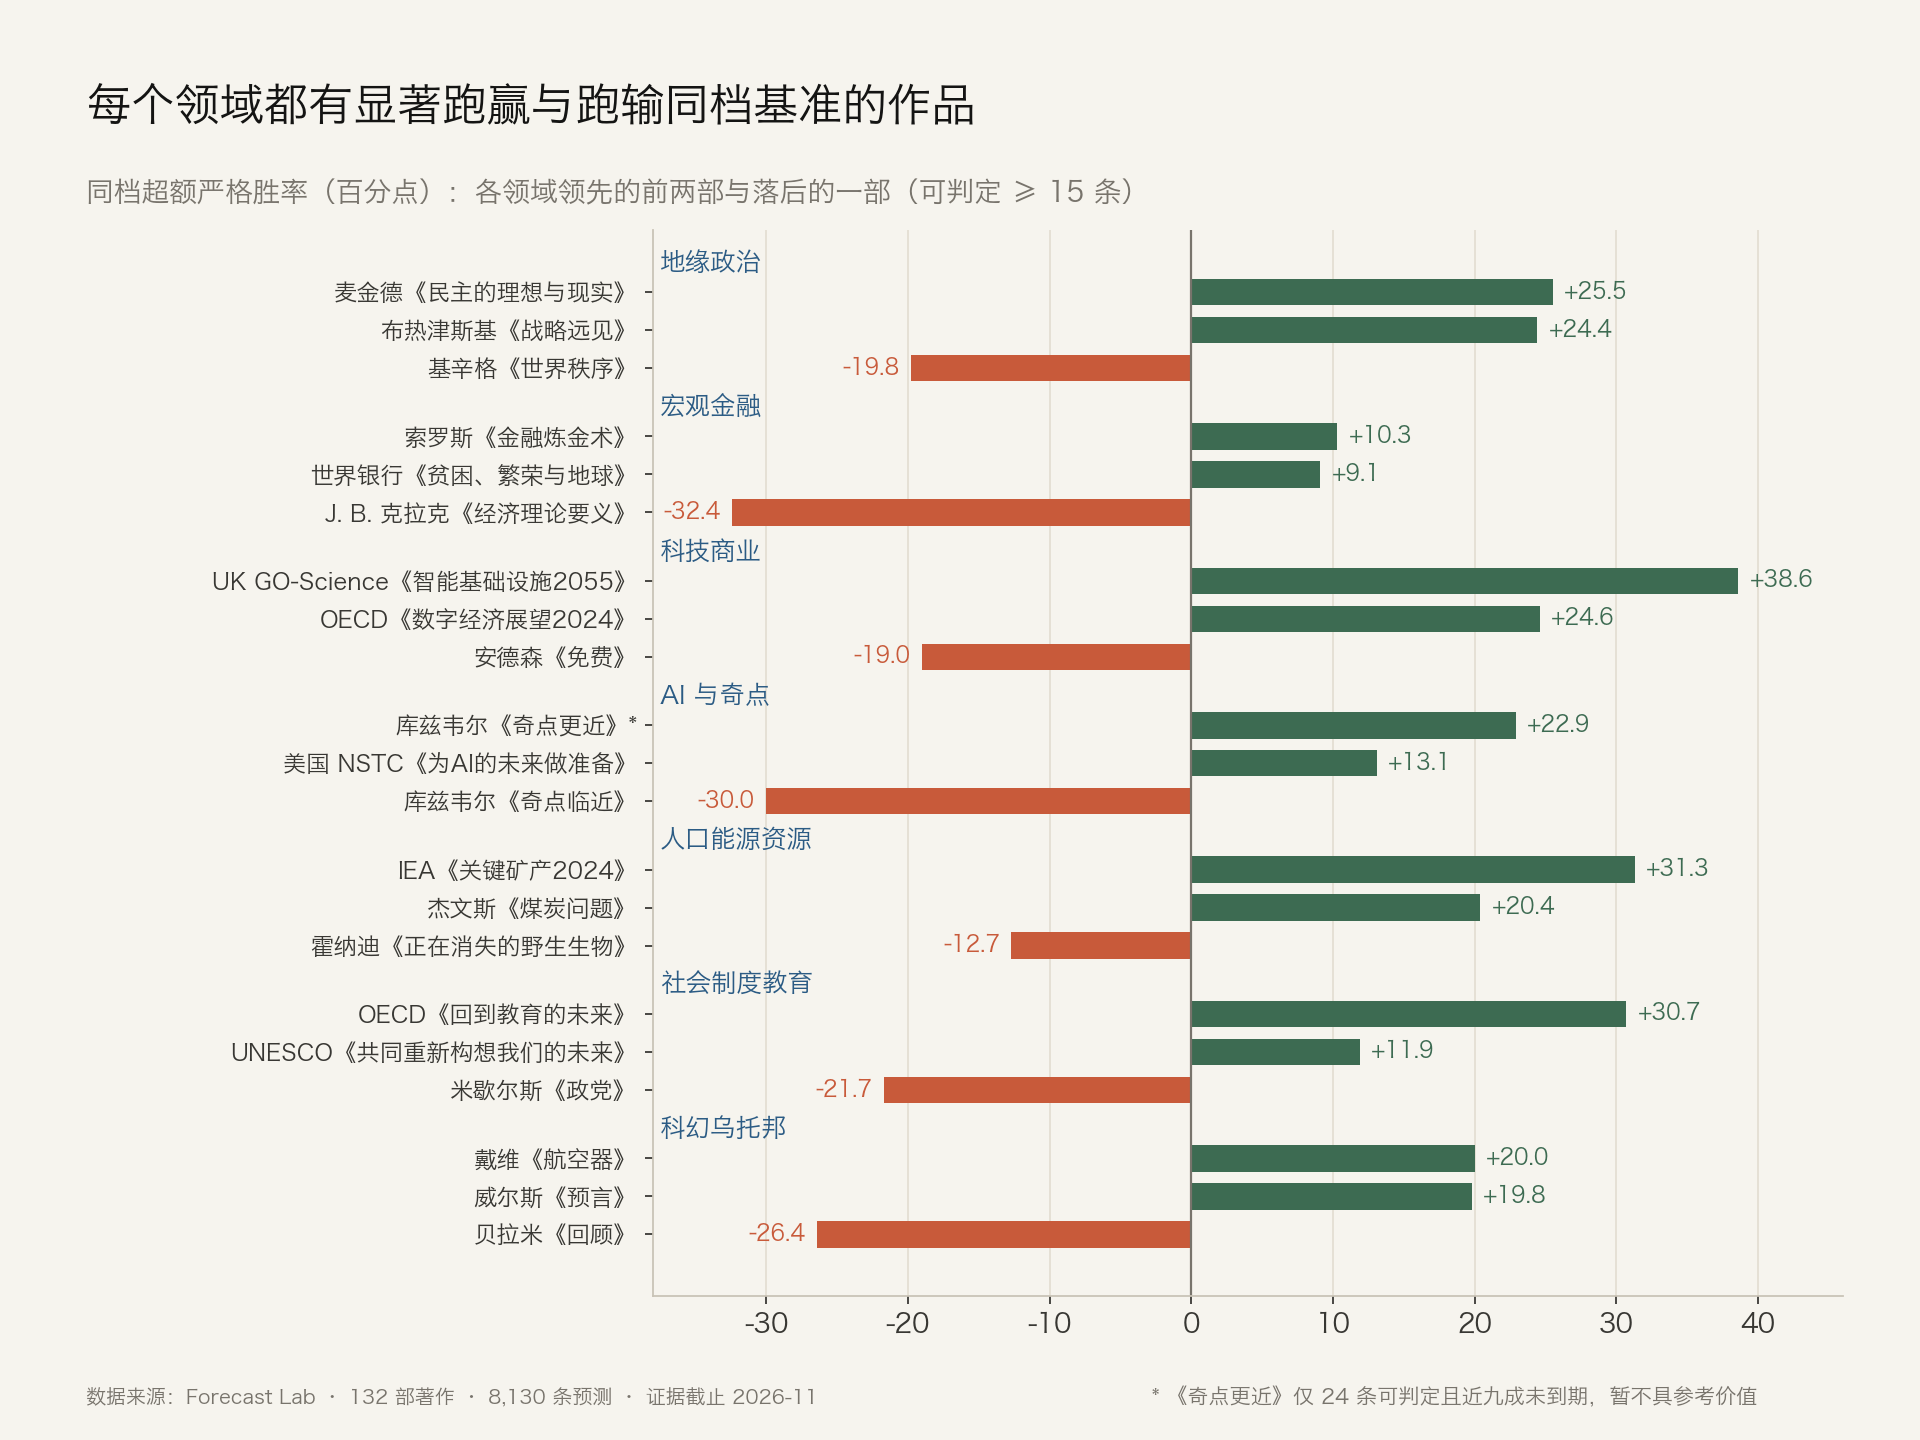 每个领域都有显著跑赢与跑输同档基准的作品
同档超额严格胜率（百分点）：各领域领先的前两部与落后的一部（可判定 ≥ 15 条）
地缘政治
麦金德《民主的理想与现实》 +25.5
布热津斯基《战略远见》 +24.4
基辛格《世界秩序》 -19.8
宏观金融
索罗斯《金融炼金术》 +10.3
世界银行《贫困、繁荣与地球》 +9.1
J. B. 克拉克《经济理论要义》 -32.4
科技商业
UK GO-Science《智能基础设施2055》 +38.6
OECD《数字经济展望2024》 +24.6
安德森《免费》 -19.0
AI 与奇点
库兹韦尔《奇点更近》* +22.9
美国 NSTC《为AI的未来做准备》 +13.1
库兹韦尔《奇点临近》 -30.0
人口能源资源
IEA《关键矿产2024》 +31.3
杰文斯《煤炭问题》 +20.4
霍纳迪《正在消失的野生生物》 -12.7
社会制度教育
OECD《回到教育的未来》 +30.7
UNESCO《共同重新构想我们的未来》 +11.9
米歇尔斯《政党》 -21.7
科幻乌托邦
戴维《航空器》 +20.0
威尔斯《预言》 +19.8
贝拉米《回顾》 -26.4
-30 -20 -10 0 10 20 30 40
数据来源：Forecast Lab · 132 部著作 · 8,130 条预测 · 证据截止 2026-11
* 《奇点更近》仅 24 条可判定且近九成未到期，暂不具参考价值